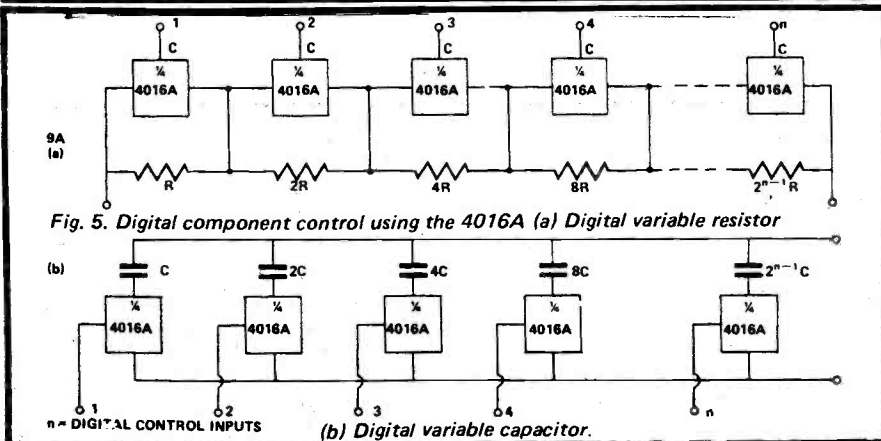 1 2 3 4 n
C C C C C
¼ ¼ ¼ ¼ ¼
4016A 4016A 4016A 4016A 4016A
9A
(a)
R 2R 4R 8R 2ⁿ⁻¹R
Fig. 5. Digital component control using the 4016A (a) Digital variable resistor
(b)
C 2C 4C 8C 2ⁿ⁻¹C
¼ ¼ ¼ ¼ ¼
4016A 4016A 4016A 4016A 4016A
1 2 3 4 n
n = DIGITAL CONTROL INPUTS
(b) Digital variable capacitor.